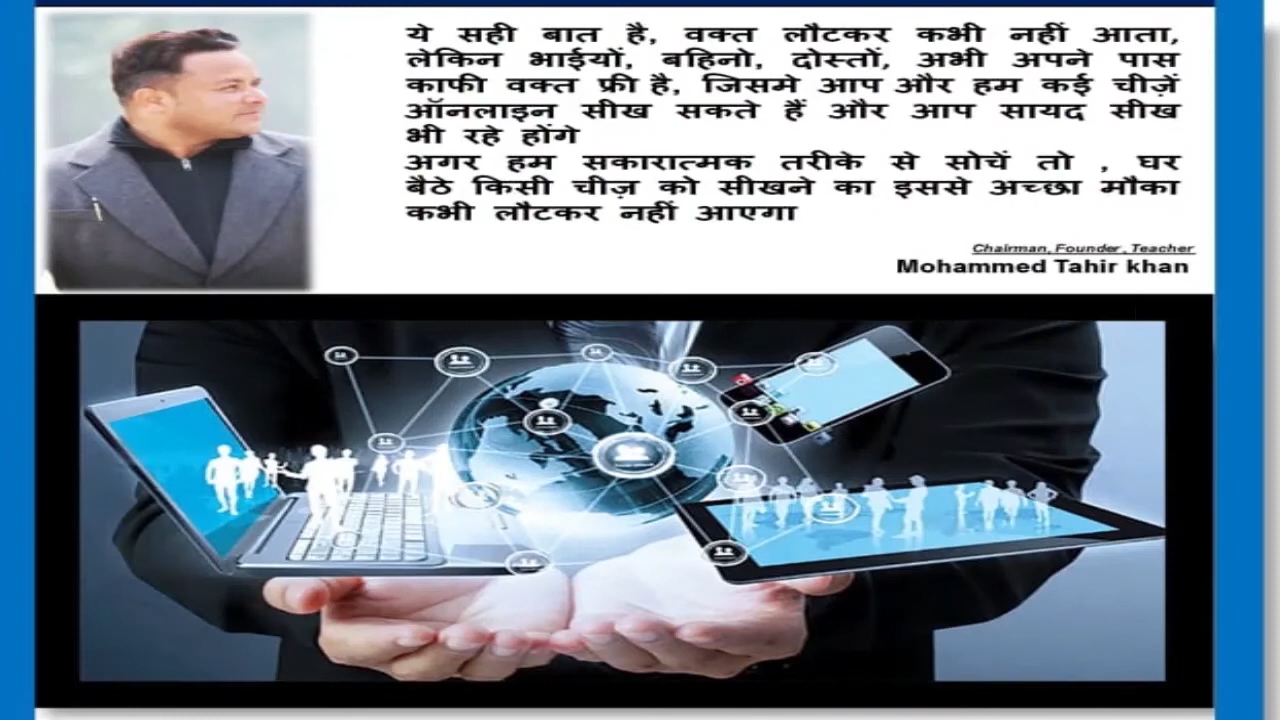 ये सही बात है, वक्त लौटकर कभी नहीं आता,
लेकिन भाईयों, बहिनो, दोस्तों, अभी अपने पास
काफी वक्त फ्री है, जिसमे आप और हम कई चीज़ें
ऑनलाइन सीख सकते हैं और आप सायद सीख
भी रहे होंगे
अगर हम सकारात्मक तरीके से सोचें तो , घर
बैठे किसी चीज़ को सीखने का इससे अच्छा मौका
कभी लौटकर नहीं आएगा
Chairman, Founder, Teacher
Mohammed Tahir khan